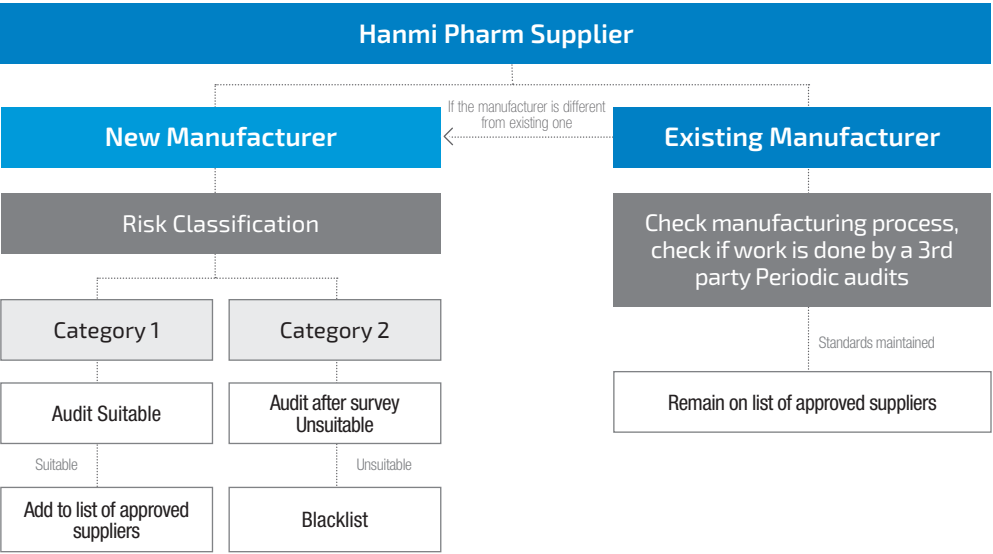 Hanmi Pharm Supplier
If the manufacturer is different
from existing one
New Manufacturer
Existing Manufacturer
Risk Classification
Check manufacturing process,
check if work is done by a 3rd
party Periodic audits
Category 1
Category 2
Standards maintained
Audit Suitable
Audit after survey
Unsuitable
Remain on list of approved suppliers
Suitable
Unsuitable
Add to list of approved
suppliers
Blacklist